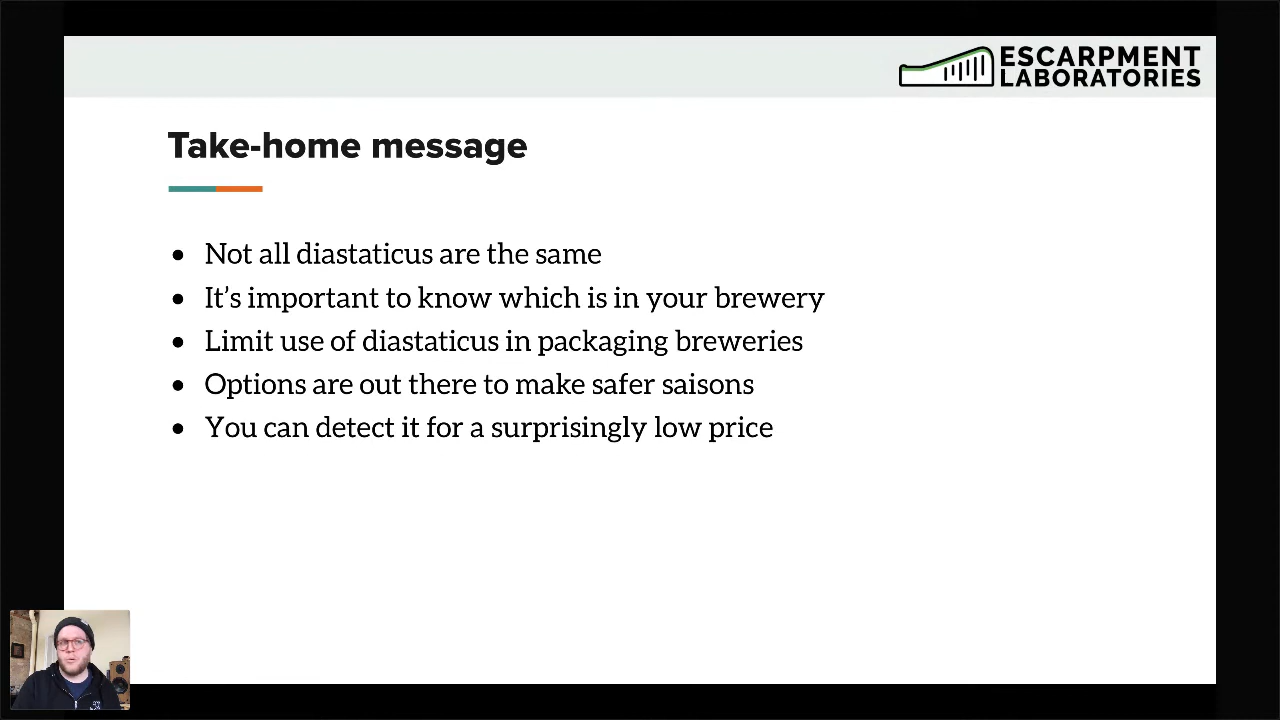 ESCARPMENT
LABORATORIES
Take-home message
• Not all diastaticus are the same
• It’s important to know which is in your brewery
• Limit use of diastaticus in packaging breweries
• Options are out there to make safer saisons
• You can detect it for a surprisingly low price